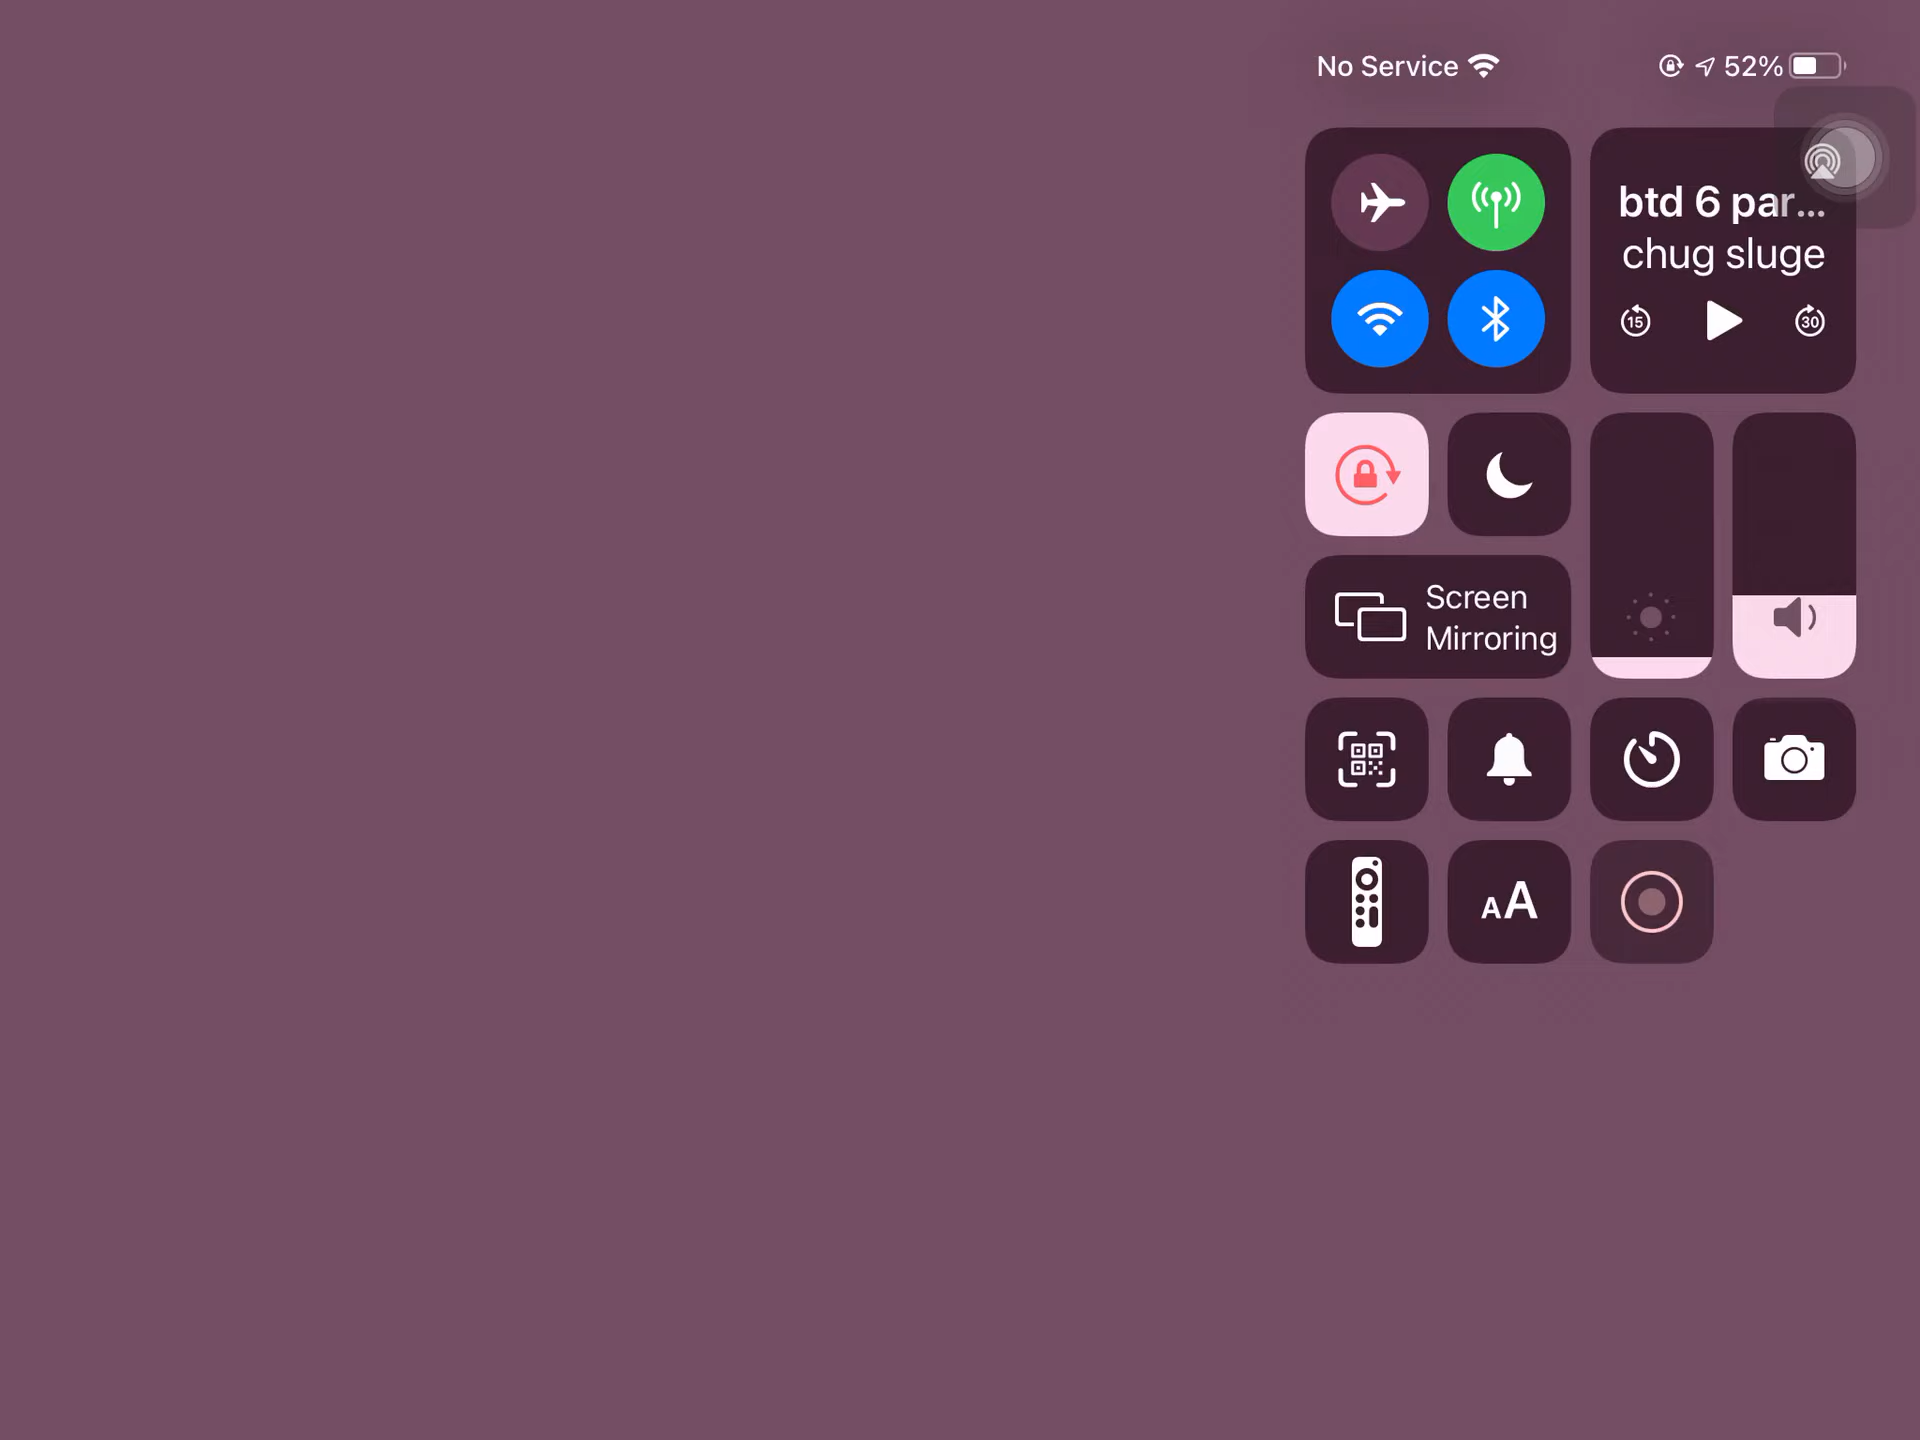 No Service
52%
btd 6 par...
chug sluge
15
30
Screen
Mirroring
AA